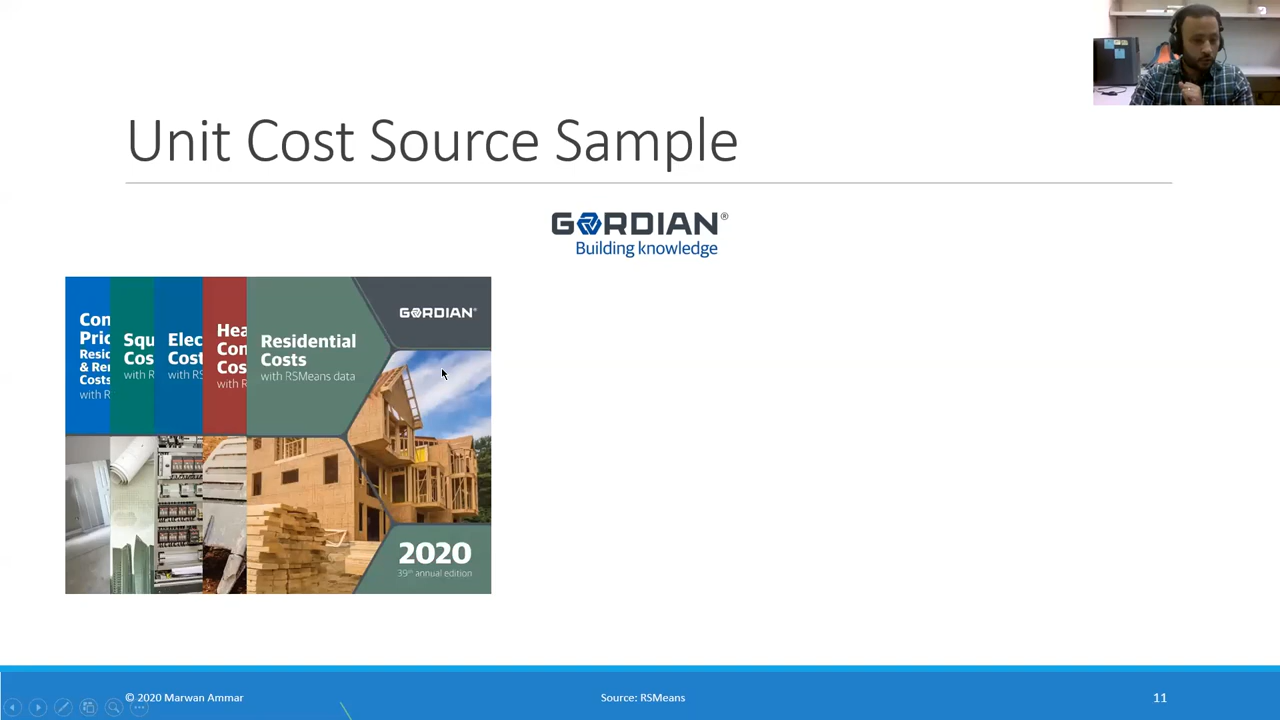 Unit Cost Source Sample
GORDIAN®
Building knowledge
Con
Pric
Resid
& Ren
Costs
with R
Squ
Cos
with R
Elec
Cost
with RS
Hea
Con
Cos
with R
Residential
Costs
with RSMeans data
GORDIAN®
2020
39th annual edition
© 2020 Marwan Ammar
Source: RSMeans
11